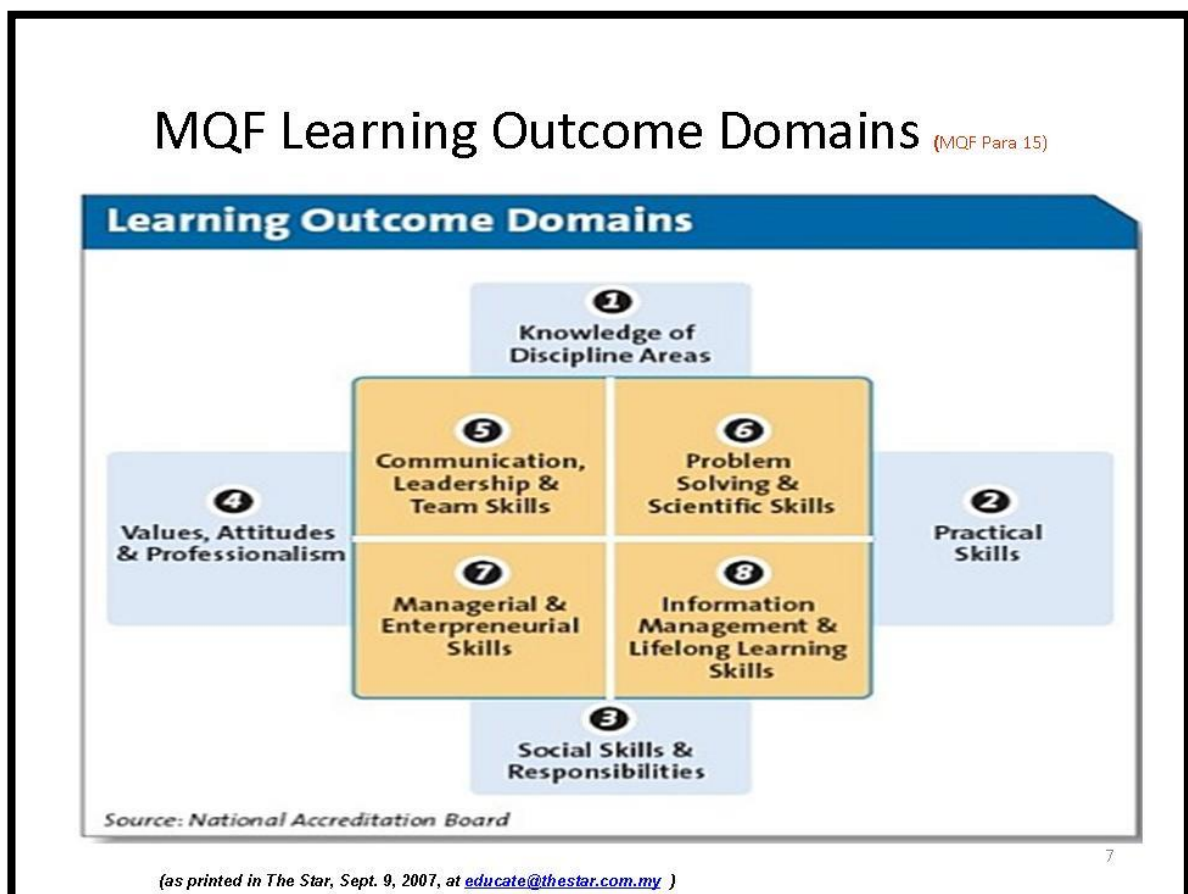 MQF Learning Outcome Domains (MQF Para 15)
Learning Outcome Domains
1
Knowledge of
Discipline Areas
5
Communication,
Leadership &
Team Skills
6
Problem
Solving &
Scientific Skills
4
Values, Attitudes
& Professionalism
2
Practical
Skills
7
Managerial &
Enterpreneurial
Skills
8
Information
Management &
Lifelong Learning
Skills
3
Social Skills &
Responsibilities
Source: National Accreditation Board
7
(as printed in The Star, Sept. 9, 2007, at educate@thestar.com.my )